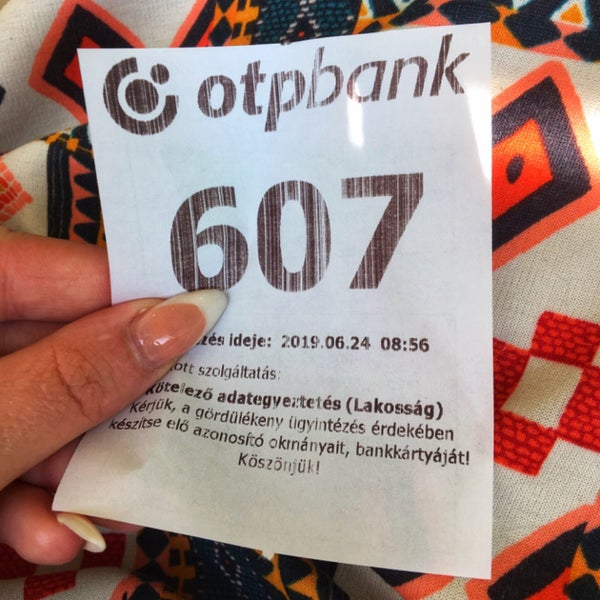 otpbank
607
ideje: 2019.06.24 08:56
szolgáltatás:
Kötelező adategyeztetés (Lakosság)
Kérjük, a gördülékeny ügyintézés érdekében
készítse elő azonosító okmányait, bankkártyáját!
Köszönjük!